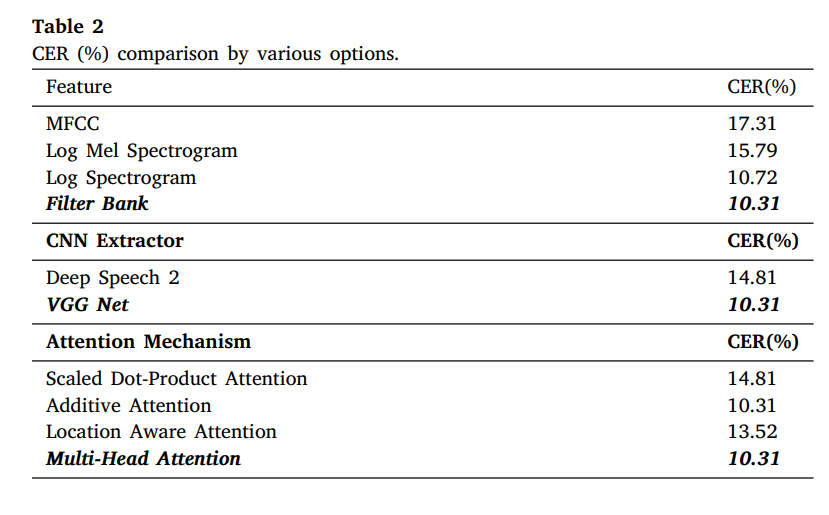 Table 2
CER (%) comparison by various options.
Feature CER(%)
MFCC 17.31
Log Mel Spectrogram 15.79
Log Spectrogram 10.72
Filter Bank 10.31
CNN Extractor CER(%)
Deep Speech 2 14.81
VGG Net 10.31
Attention Mechanism CER(%)
Scaled Dot-Product Attention 14.81
Additive Attention 10.31
Location Aware Attention 13.52
Multi-Head Attention 10.31